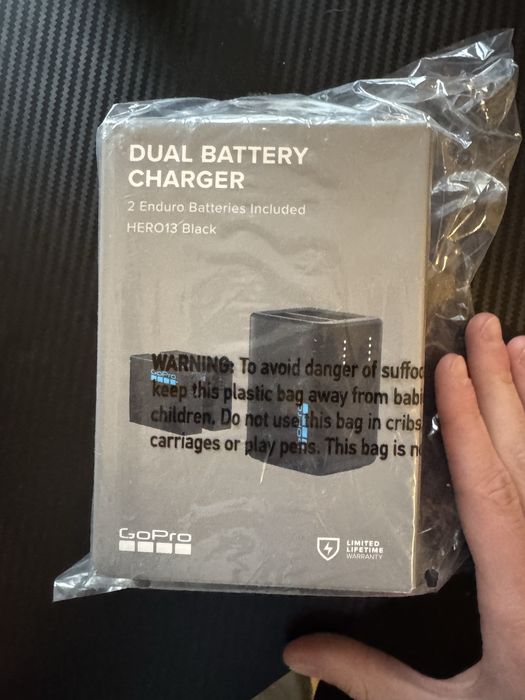 DUAL BATTERY
CHARGER
2 Enduro Batteries Included
HERO13 Black
WARNING: To avoid danger of
keep this plastic bag away from
GoPro
children. Do not use this bag in cribs
carriages or play pens. This bag is
GoPro
LIMITED
LIFETIME
WARRANTY